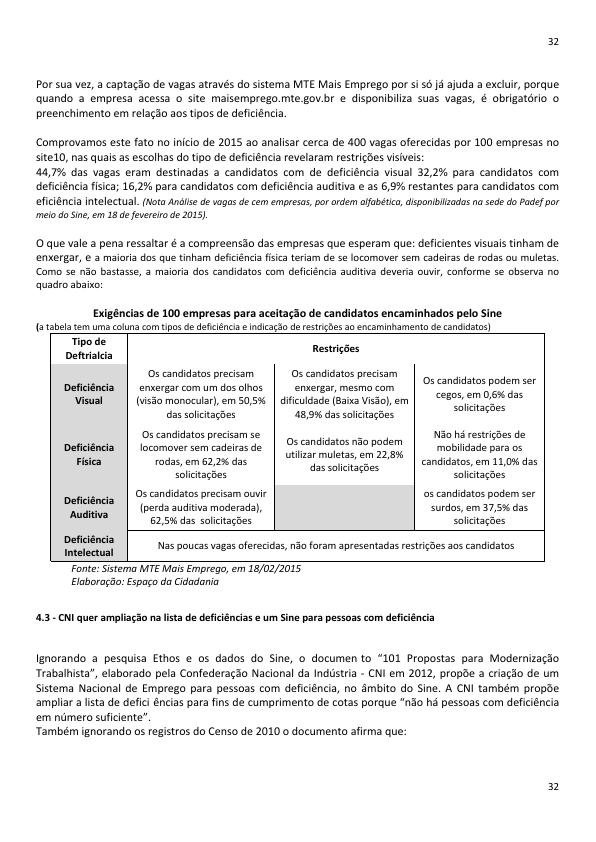 32
Por sua vez, a captação de vagas através do sistema MTE Mais Emprego por si só já ajuda a excluir, porque
quando a empresa acessa o site maisemprego.mte.gov.br e disponibiliza suas vagas, é obrigatório o
preenchimento em relação aos tipos de deficiência.
Comprovamos este fato no início de 2015 ao analisar cerca de 400 vagas oferecidas por 100 empresas no
site10, nas quais as escolhas do tipo de deficiência revelaram restrições visíveis:
44,7% das vagas eram destinadas a candidatos com de deficiência visual 32,2% para candidatos com
deficiência física; 16,2% para candidatos com deficiência auditiva e as 6,9% restantes para candidatos com
eficiência intelectual. (Nota Análise de vagas de cem empresas, por ordem alfabética, disponibilizadas na sede do Padef por
meio do Sine, em 18 de fevereiro de 2015).
O que vale a pena ressaltar é a compreensão das empresas que esperam que: deficientes visuais tinham de
enxergar, e a maioria dos que tinham deficiência física teriam de se locomover sem cadeiras de rodas ou muletas.
Como se não bastasse, a maioria dos candidatos com deficiência auditiva deveria ouvir, conforme se observa no
quadro abaixo:
Exigências de 100 empresas para aceitação de candidatos encaminhados pelo Sine
(a tabela tem uma coluna com tipos de deficiência e indicação de restrições ao encaminhamento de candidatos)
Tipo de
Deftrialcia
Restrições
Deficiência
Visual
Os candidatos precisam
enxergar com um dos olhos
(visão monocular), em 50,5%
das solicitações
Os candidatos precisam
enxergar, mesmo com
dificuldade (Baixa Visão), em
48,9% das solicitações
Os candidatos podem ser
cegos, em 0,6% das
solicitações
Deficiência
Física
Os candidatos precisam se
locomover sem cadeiras de
rodas, em 62,2% das
solicitações
Os candidatos não podem
utilizar muletas, em 22,8%
das solicitações
Não há restrições de
mobilidade para os
candidatos, em 11,0% das
solicitações
Deficiência
Auditiva
Os candidatos precisam ouvir
(perda auditiva moderada),
62,5% das solicitações
os candidatos podem ser
surdos, em 37,5% das
solicitações
Deficiência
Intelectual
Nas poucas vagas oferecidas, não foram apresentadas restrições aos candidatos
Fonte: Sistema MTE Mais Emprego, em 18/02/2015
Elaboração: Espaço da Cidadania
4.3 - CNI quer ampliação na lista de deficiências e um Sine para pessoas com deficiência
Ignorando a pesquisa Ethos e os dados do Sine, o documen to “101 Propostas para Modernização
Trabalhista”, elaborado pela Confederação Nacional da Indústria - CNI em 2012, propõe a criação de um
Sistema Nacional de Emprego para pessoas com deficiência, no âmbito do Sine. A CNI também propõe
ampliar a lista de defici ências para fins de cumprimento de cotas porque “não há pessoas com deficiência
em número suficiente”.
Também ignorando os registros do Censo de 2010 o documento afirma que:
32